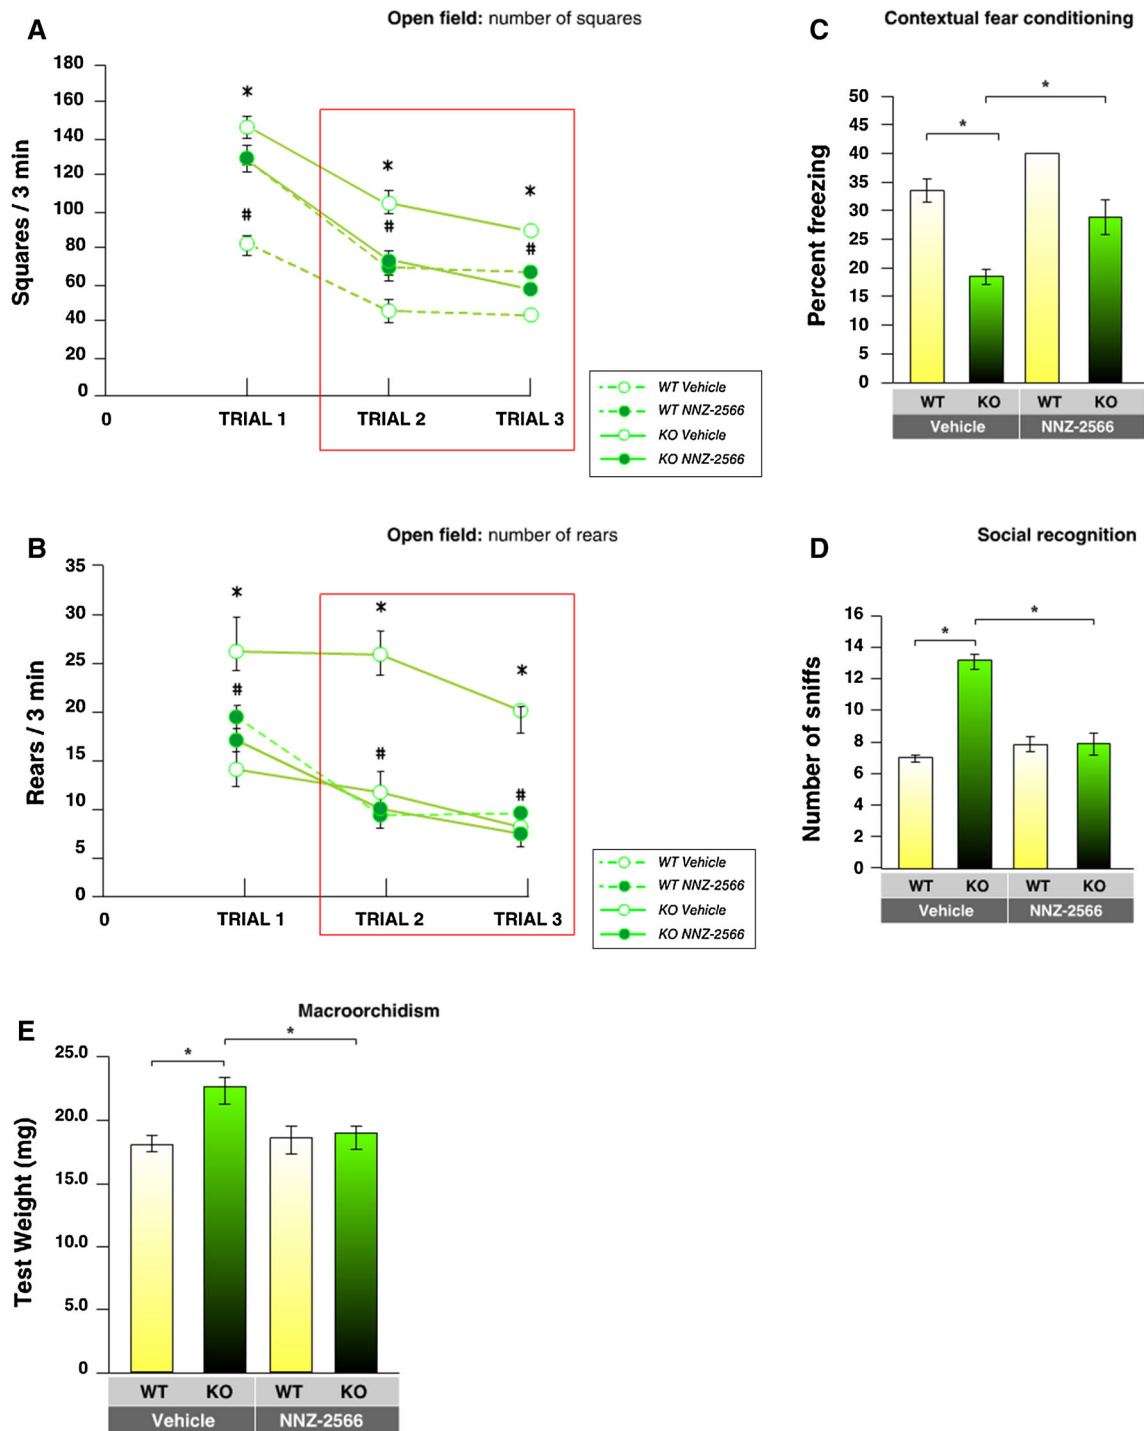 A
Open field: number of squares
Squares / 3 min
180
160
140
120
100
80
60
40
20
0
*
*
*
#
#
#
0
TRIAL 1
TRIAL 2
TRIAL 3
WT Vehicle
WT NNZ-2566
KO Vehicle
KO NNZ-2566
C
Contextual fear conditioning
Percent freezing
50
45
40
35
30
25
20
15
10
5
0
*
*
WT KO WT KO
Vehicle NNZ-2566
B
Open field: number of rears
Rears / 3 min
35
30
25
20
15
10
5
0
*
*
*
#
#
#
0
TRIAL 1
TRIAL 2
TRIAL 3
WT Vehicle
WT NNZ-2566
KO Vehicle
KO NNZ-2566
D
Social recognition
Number of sniffs
16
14
12
10
8
6
4
2
0
*
*
WT KO WT KO
Vehicle NNZ-2566
E
Macroorchidism
Test Weight (mg)
25.0
20.0
15.0
10.0
5.0
0
*
*
WT KO WT KO
Vehicle NNZ-2566